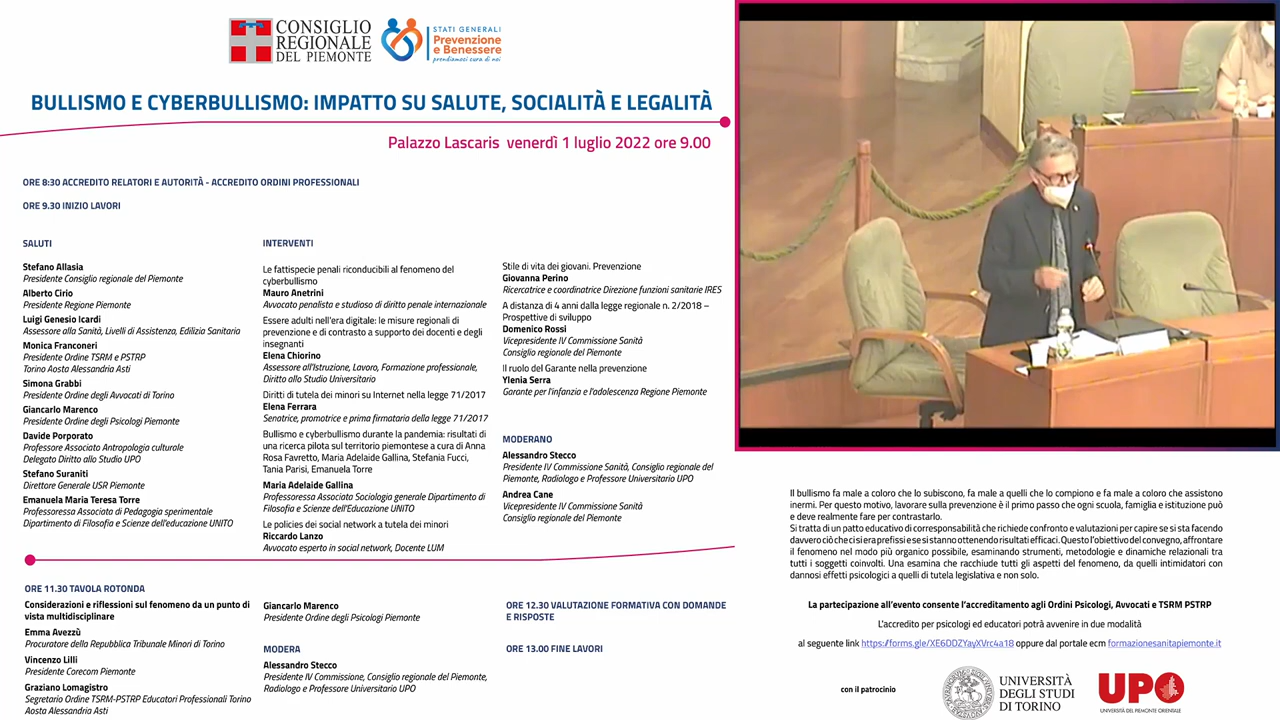 CONSIGLIO
REGIONALE
DEL PIEMONTE
STATI GENERALI
Prevenzione
e Benessere
prendiamoci cura di noi
BULLISMO E CYBERBULLISMO: IMPATTO SU SALUTE, SOCIALITÀ E LEGALITÀ
Palazzo Lascaris venerdì 1 luglio 2022 ore 9.00
ORE 8:30 ACCREDITO RELATORI E AUTORITÀ - ACCREDITO ORDINI PROFESSIONALI
ORE 9.30 INIZIO LAVORI
SALUTI
Stefano Allasia
Presidente Consiglio regionale del Piemonte
Alberto Cirio
Presidente Regione Piemonte
Luigi Genesio Icardi
Assessore alla Sanità, Livelli di Assistenza, Edilizia Sanitaria
Monica Franconeri
Presidente Ordine TSRM e PSTRP
Torino Aosta Alessandria Asti
Simona Grabbi
Presidente Ordine degli Avvocati di Torino
Giancarlo Marenco
Presidente Ordine degli Psicologi Piemonte
Davide Porporato
Professore Associato Antropologia culturale
Delegato Diritto allo Studio UPO
Stefano Suraniti
Direttore Generale USR Piemonte
Emanuela Maria Teresa Torre
Professoressa Associata di Pedagogia sperimentale
Dipartimento di Filosofia e Scienze dell'educazione UNITO
INTERVENTI
Le fattispecie penali riconducibili al fenomeno del
cyberbullismo
Mauro Anetrini
Avvocato penalista e studioso di diritto penale internazionale
Essere adulti nell'era digitale: le misure regionali di
prevenzione e di contrasto a supporto dei docenti e degli
insegnanti
Elena Chiorino
Assessore all'Istruzione, Lavoro, Formazione professionale,
Diritto allo Studio Universitario
Diritti di tutela dei minori su Internet nella legge 71/2017
Elena Ferrara
Senatrice, promotrice e prima firmataria della legge 71/2017
Bullismo e cyberbullismo durante la pandemia: risultati di
una ricerca pilota sul territorio piemontese a cura di Anna
Rosa Favretto, Maria Adelaide Gallina, Stefania Fucci,
Tania Parisi, Emanuela Torre
Maria Adelaide Gallina
Professoressa Associata Sociologia generale Dipartimento di
Filosofia e Scienze dell'Educazione UNITO
Le policies dei social network a tutela dei minori
Riccardo Lanzo
Avvocato esperto in social network, Docente LUM
Stile di vita dei giovani. Prevenzione
Giovanna Perino
Ricercatrice e coordinatrice Direzione funzioni sanitarie IRES
A distanza di 4 anni dalla legge regionale n. 2/2018 –
Prospettive di sviluppo
Domenico Rossi
Vicepresidente IV Commissione Sanità
Consiglio regionale del Piemonte
Il ruolo del Garante nella prevenzione
Ylenia Serra
Garante per l'infanzia e l'adolescenza Regione Piemonte
MODERANO
Alessandro Stecco
Presidente IV Commissione Sanità, Consiglio regionale del
Piemonte, Radiologo e Professore Universitario UPO
Andrea Cane
Vicepresidente IV Commissione Sanità
Consiglio regionale del Piemonte
ORE 11.30 TAVOLA ROTONDA
Considerazioni e riflessioni sul fenomeno da un punto di
vista multidisciplinare
Emma Avezzù
Procuratore della Repubblica Tribunale Minori di Torino
Vincenzo Lilli
Presidente Corecom Piemonte
Graziano Lomagistro
Segretario Ordine TSRM-PSTRP Educatori Professionali Torino
Aosta Alessandria Asti
Giancarlo Marenco
Presidente Ordine degli Psicologi Piemonte
MODERA
Alessandro Stecco
Presidente IV Commissione, Consiglio regionale del Piemonte,
Radiologo e Professore Universitario UPO
ORE 12.30 VALUTAZIONE FORMATIVA CON DOMANDE
E RISPOSTE
ORE 13.00 FINE LAVORI
Il bullismo fa male a coloro che lo subiscono, fa male a quelli che lo compiono e fa male a coloro che assistono
inermi. Per questo motivo, lavorare sulla prevenzione è il primo passo che ogni scuola, famiglia e istituzione può
e deve realmente fare per contrastarlo.
Si tratta di un patto educativo di corresponsabilità che richiede confronto e valutazioni per capire se si sta facendo
davvero ciò che ci si era prefissi e se si stanno ottenendo risultati efficaci. Questo l'obiettivo del convegno, affrontare
il fenomeno nel modo più organico possibile, esaminando strumenti, metodologie e dinamiche relazionali tra
tutti i soggetti coinvolti. Una esamina che racchiude tutti gli aspetti del fenomeno, da quelli intimidatori con
dannosi effetti psicologici a quelli di tutela legislativa e non solo.
La partecipazione all'evento consente l'accreditamento agli Ordini Psicologi, Avvocati e TSRM PSTRP
L'accredito per psicologi ed educatori potrà avvenire in due modalità
al seguente link https://forms.gle/XE6DDZYayXVrc4a18 oppure dal portale ecm formazionesanitapiemonte.it
con il patrocinio
UNIVERSITÀ
DEGLI STUDI
DI TORINO
UPO
UNIVERSITÀ DEL PIEMONTE ORIENTALE